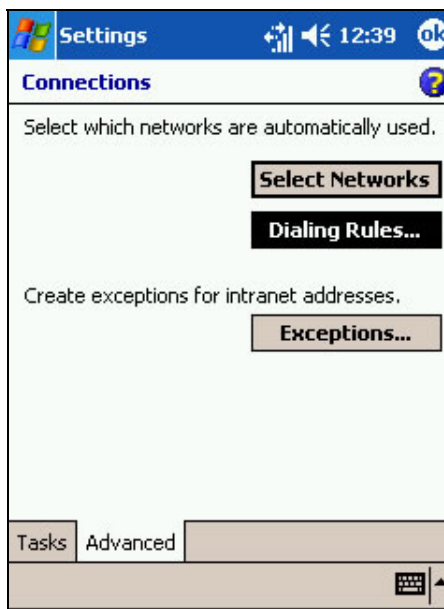 Settings 12:39 ok
Connections ?
Select which networks are automatically used.
Select Networks
Dialing Rules...
Create exceptions for intranet addresses.
Exceptions...
Tasks Advanced